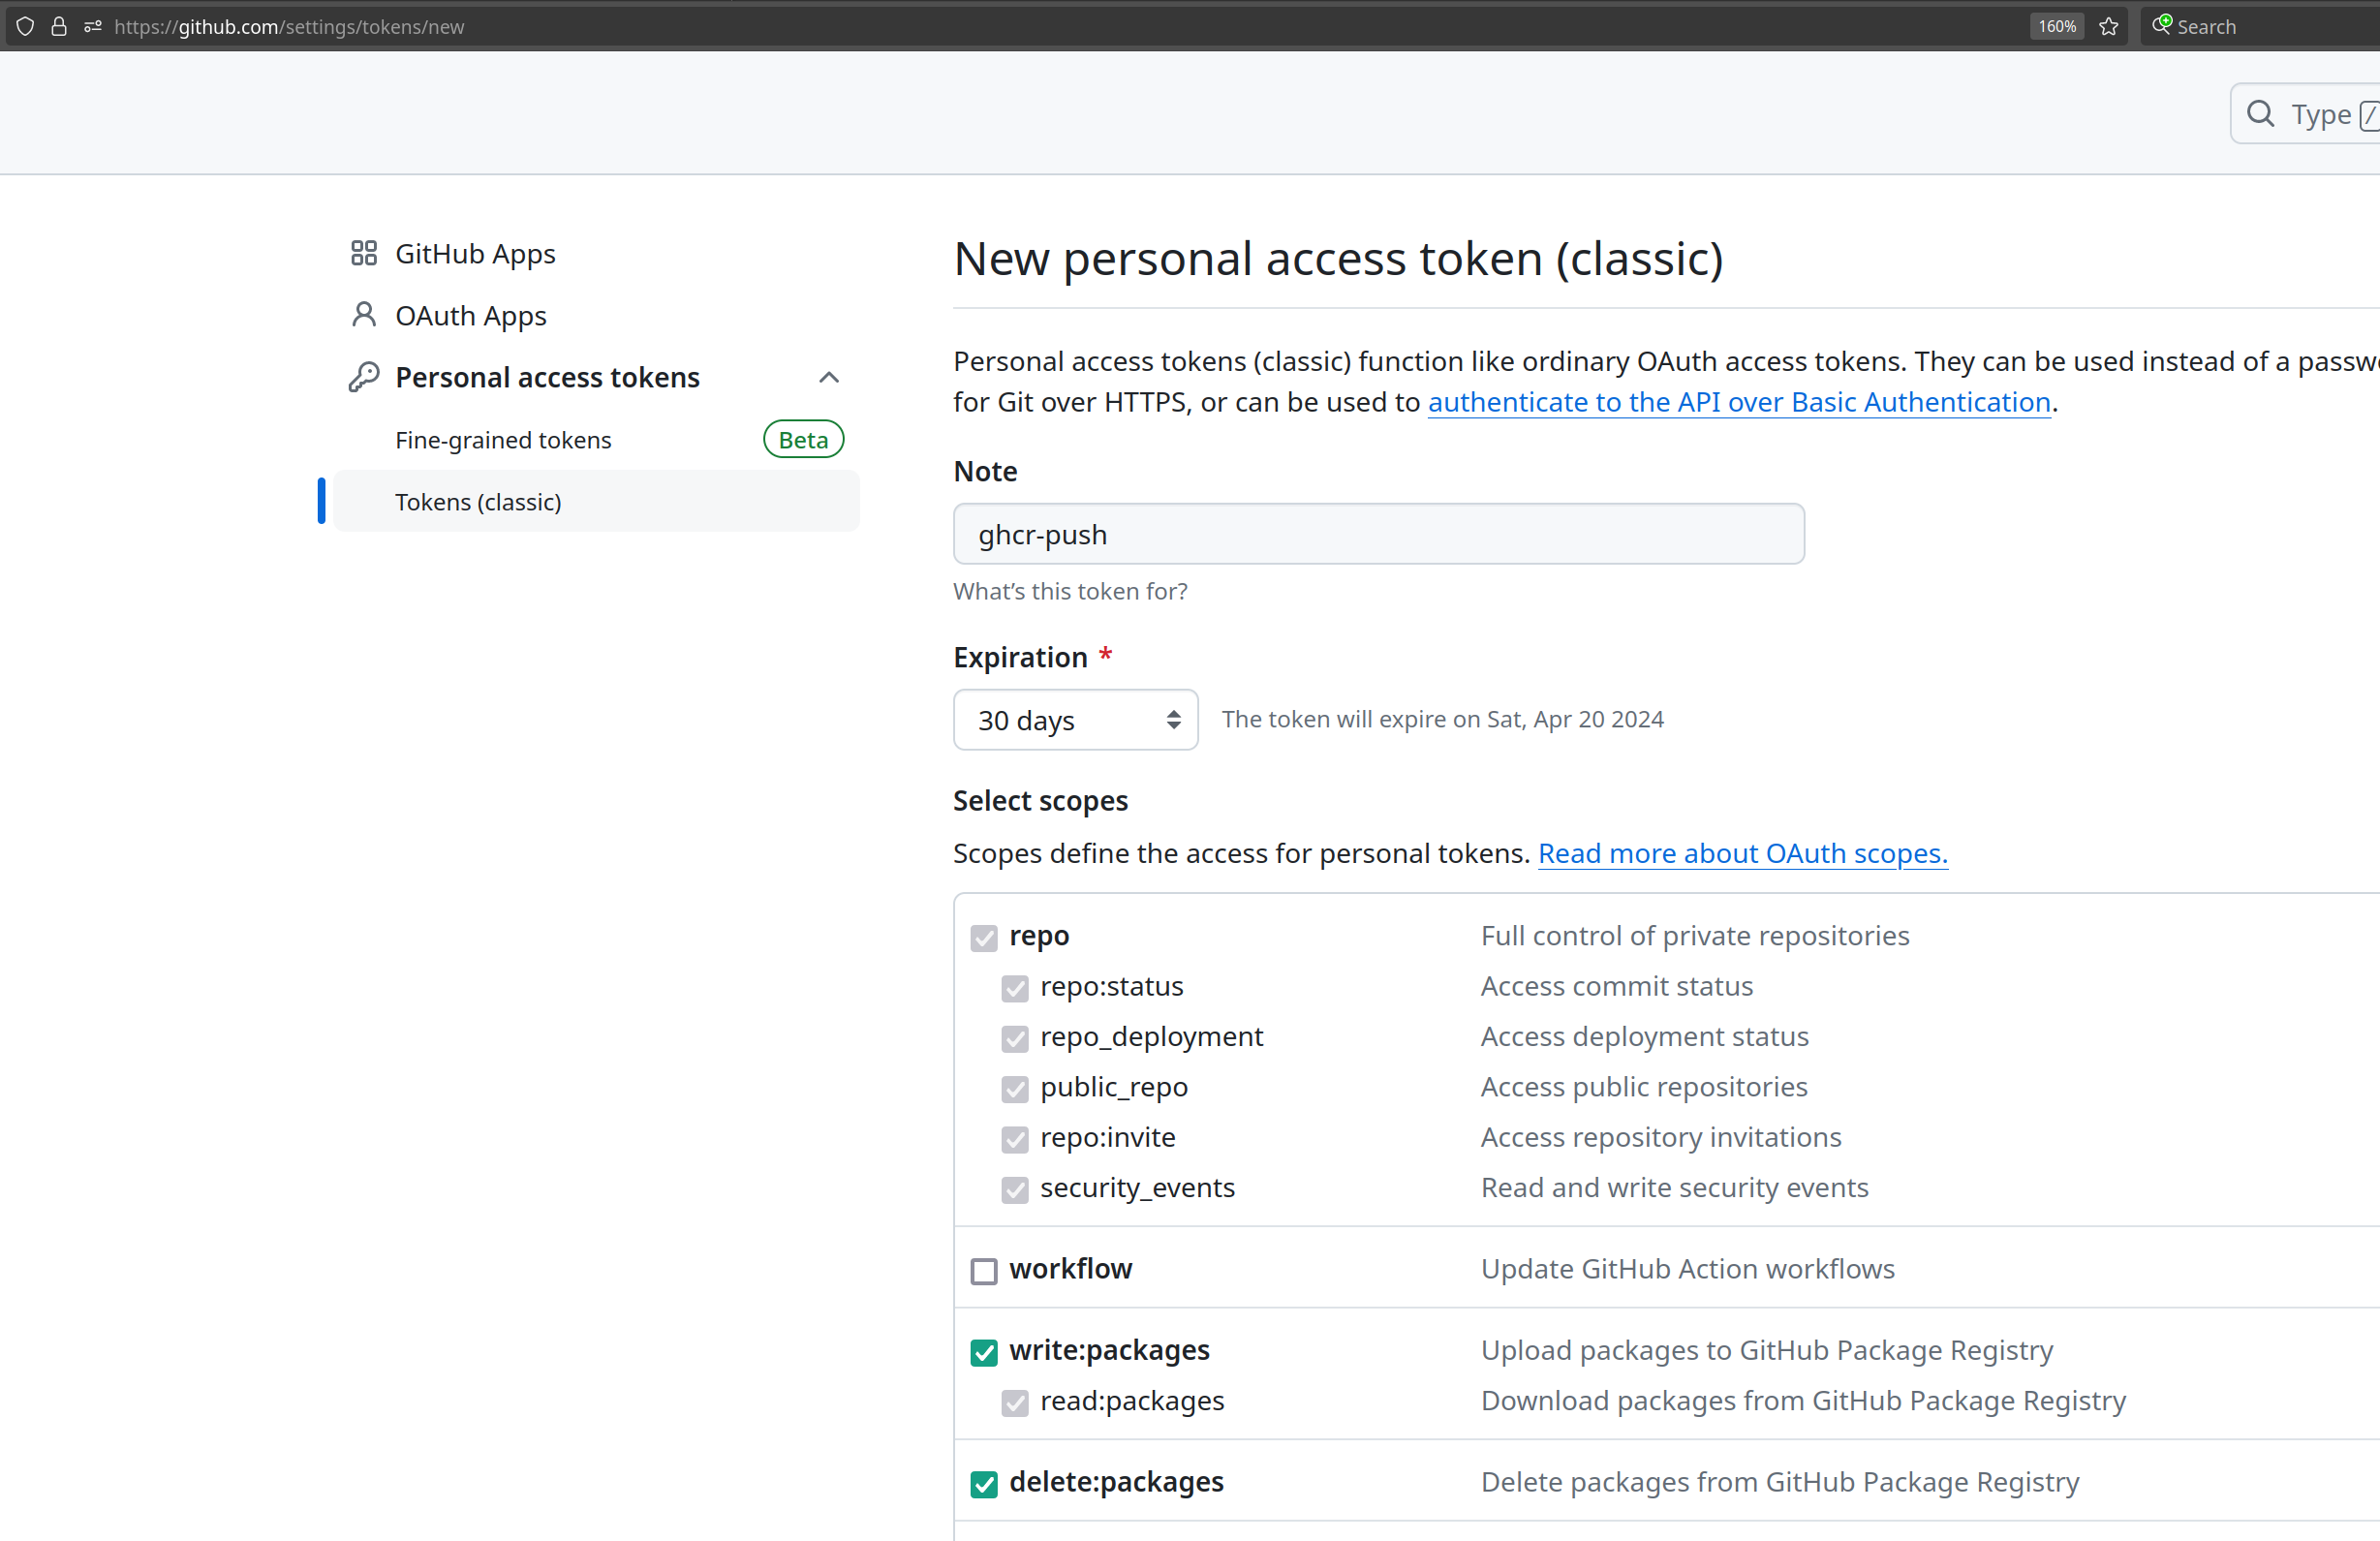 https://github.com/settings/tokens/new
160%
Search
Type /
GitHub Apps
OAuth Apps
Personal access tokens
Fine-grained tokens
Beta
Tokens (classic)
New personal access token (classic)
Personal access tokens (classic) function like ordinary OAuth access tokens. They can be used instead of a
for Git over HTTPS, or can be used to authenticate to the API over Basic Authentication.
Note
ghcr-push
What's this token for?
Expiration *
30 days
The token will expire on Sat, Apr 20 2024
Select scopes
Scopes define the access for personal tokens. Read more about OAuth scopes.
repo Full control of private repositories
repo:status Access commit status
repo_deployment Access deployment status
public_repo Access public repositories
repo:invite Access repository invitations
security_events Read and write security events
workflow Update GitHub Action workflows
write:packages Upload packages to GitHub Package Registry
read:packages Download packages from GitHub Package Registry
delete:packages Delete packages from GitHub Package Registry